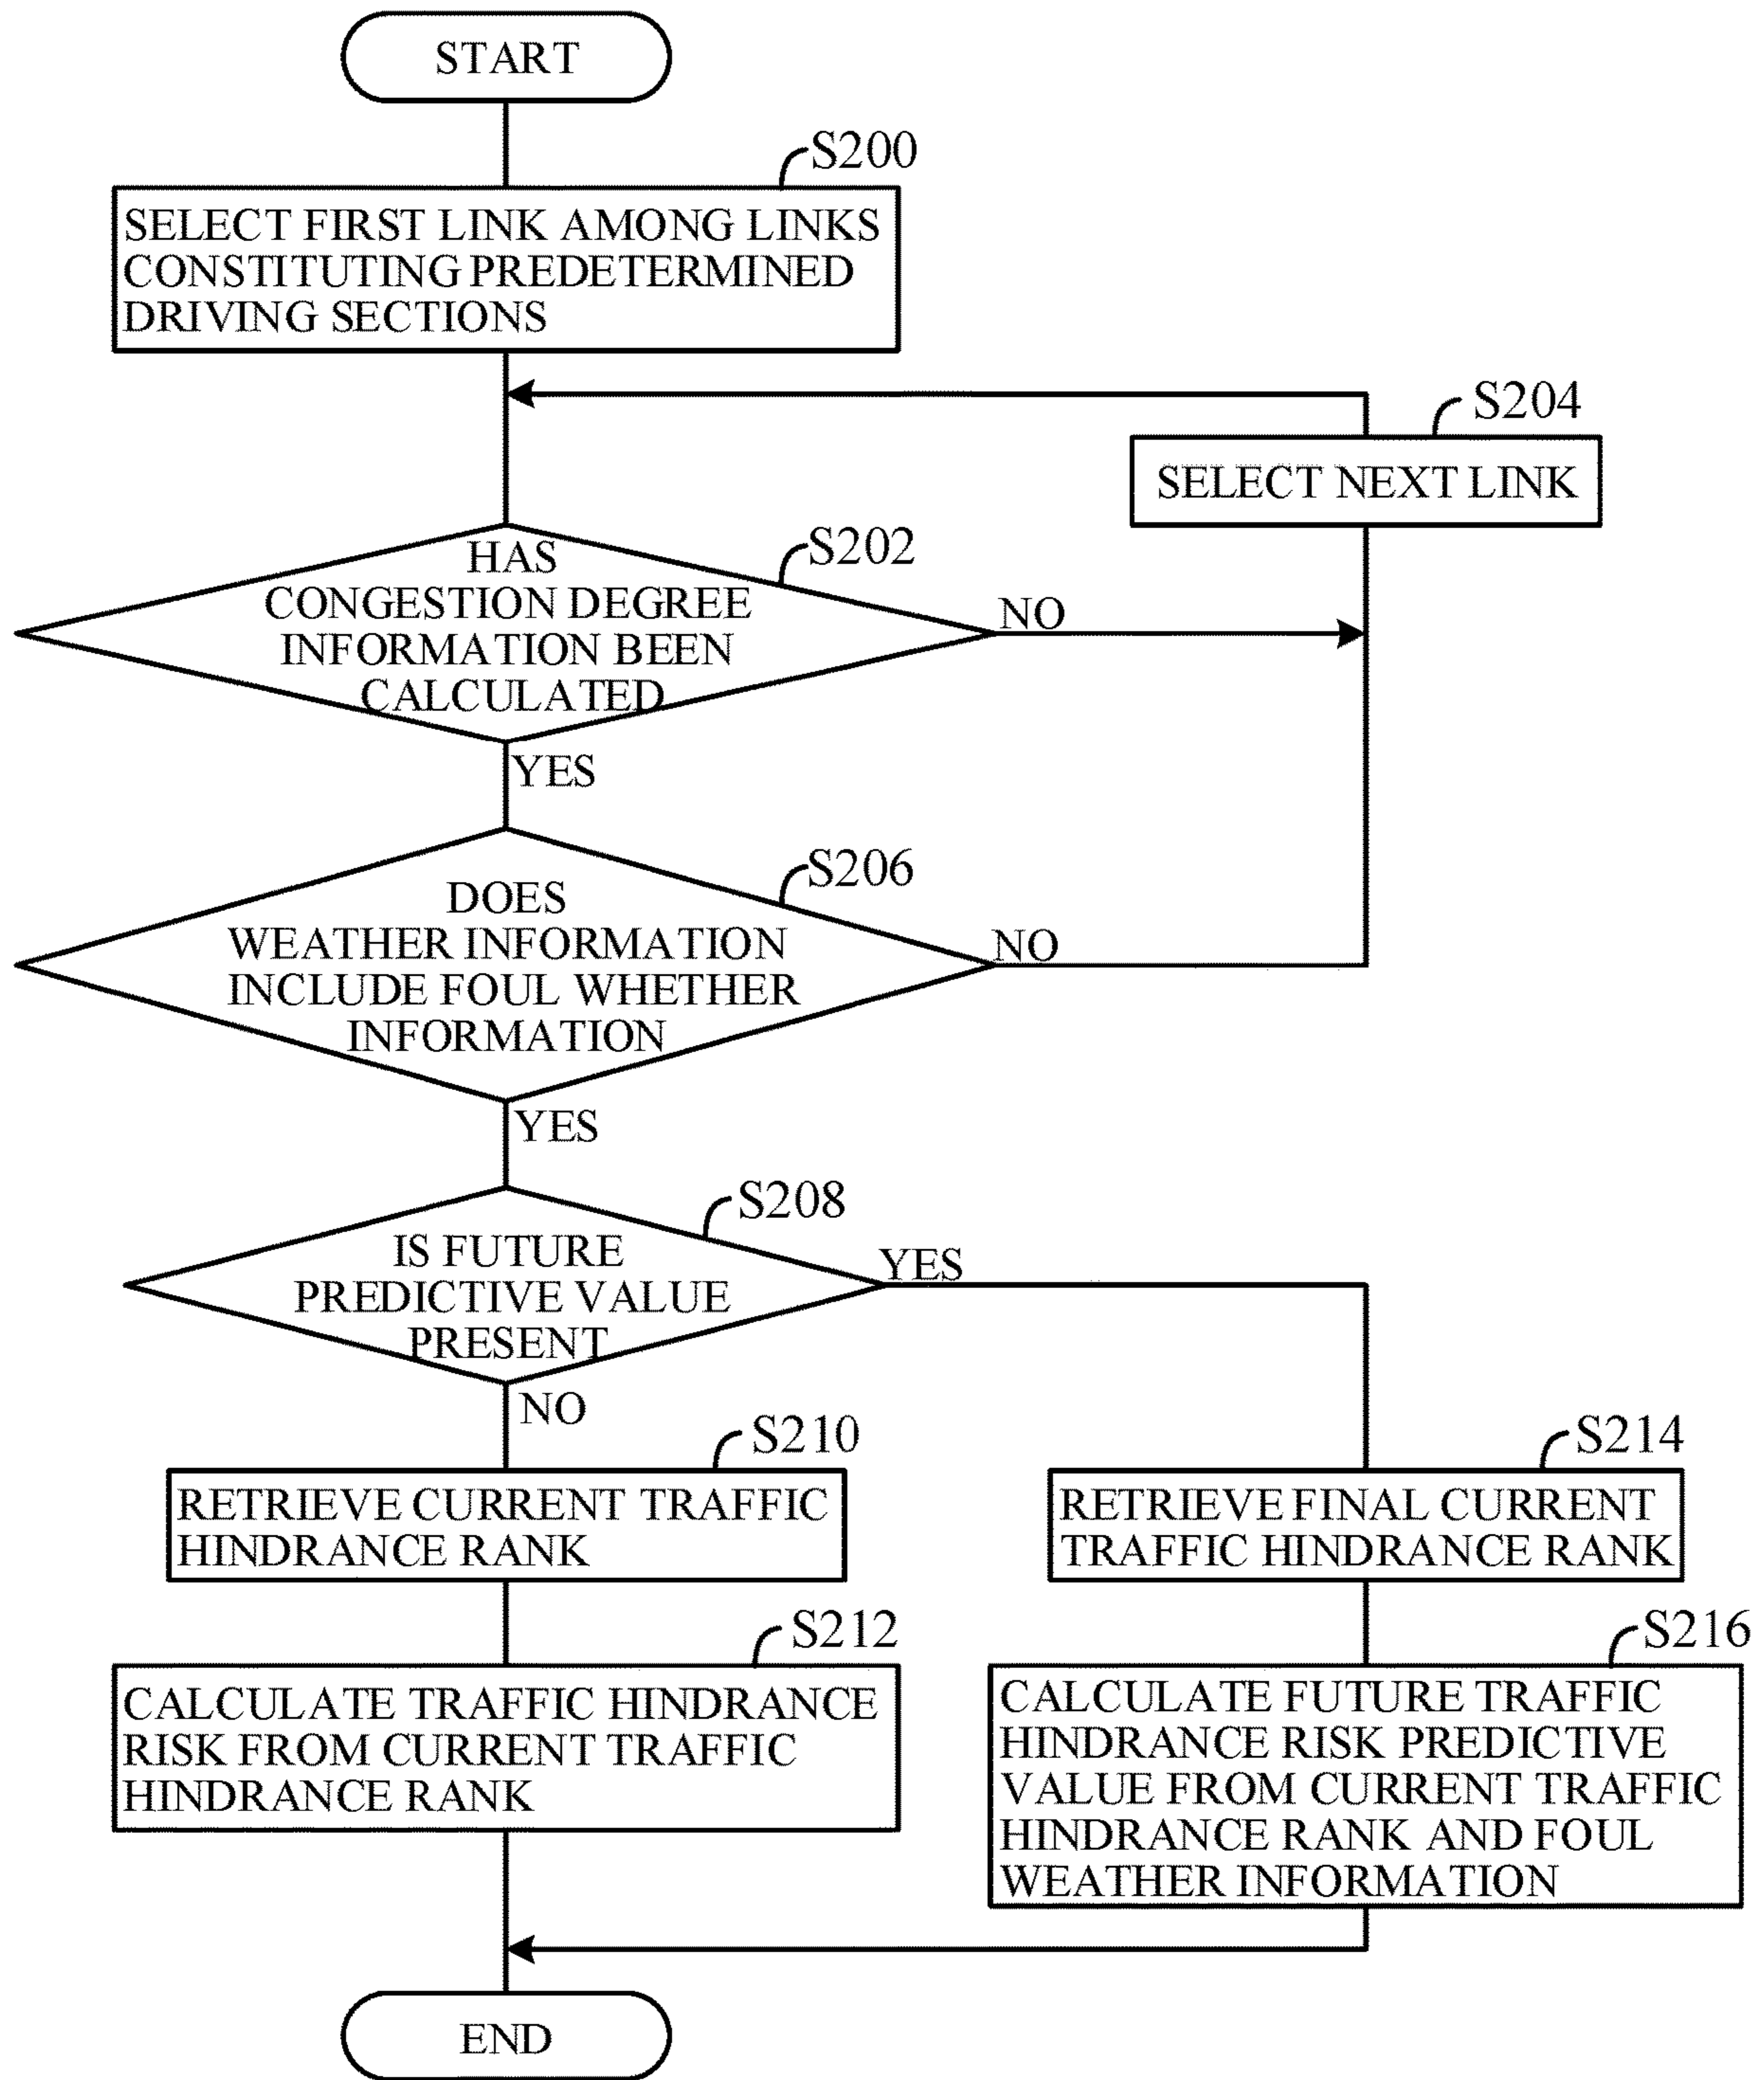 START
S200
SELECT FIRST LINK AMONG LINKS
CONSTITUTING PREDETERMINED
DRIVING SECTIONS
S204
SELECT NEXT LINK
S202
HAS
CONGESTION DEGREE
INFORMATION BEEN
CALCULATED
NO
YES
S206
DOES
WEATHER INFORMATION
INCLUDE FOUL WHETHER
INFORMATION
NO
YES
S208
IS FUTURE
PREDICTIVE VALUE
PRESENT
YES
NO
S210
RETRIEVE CURRENT TRAFFIC
HINDRANCE RANK
S214
RETRIEVE FINAL CURRENT
TRAFFIC HINDRANCE RANK
S212
CALCULATE TRAFFIC HINDRANCE
RISK FROM CURRENT TRAFFIC
HINDRANCE RANK
S216
CALCULATE FUTURE TRAFFIC
HINDRANCE RISK PREDICTIVE
VALUE FROM CURRENT TRAFFIC
HINDRANCE RANK AND FOUL
WEATHER INFORMATION
END